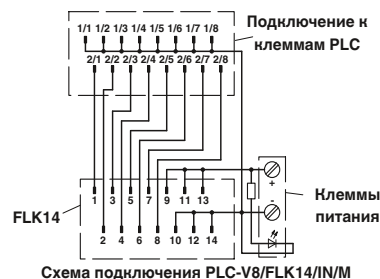 Подключение к
клеммам PLC
1/1 1/2 1/3 1/4 1/5 1/6 1/7 1/8
2/1 2/2 2/3 2/4 2/5 2/6 2/7 2/8
1 3 5 7 9 11 13
+
-
Клеммы
питания
FLK14
2 4 6 8 10 12 14
Схема подключения PLC-V8/FLK14/IN/M